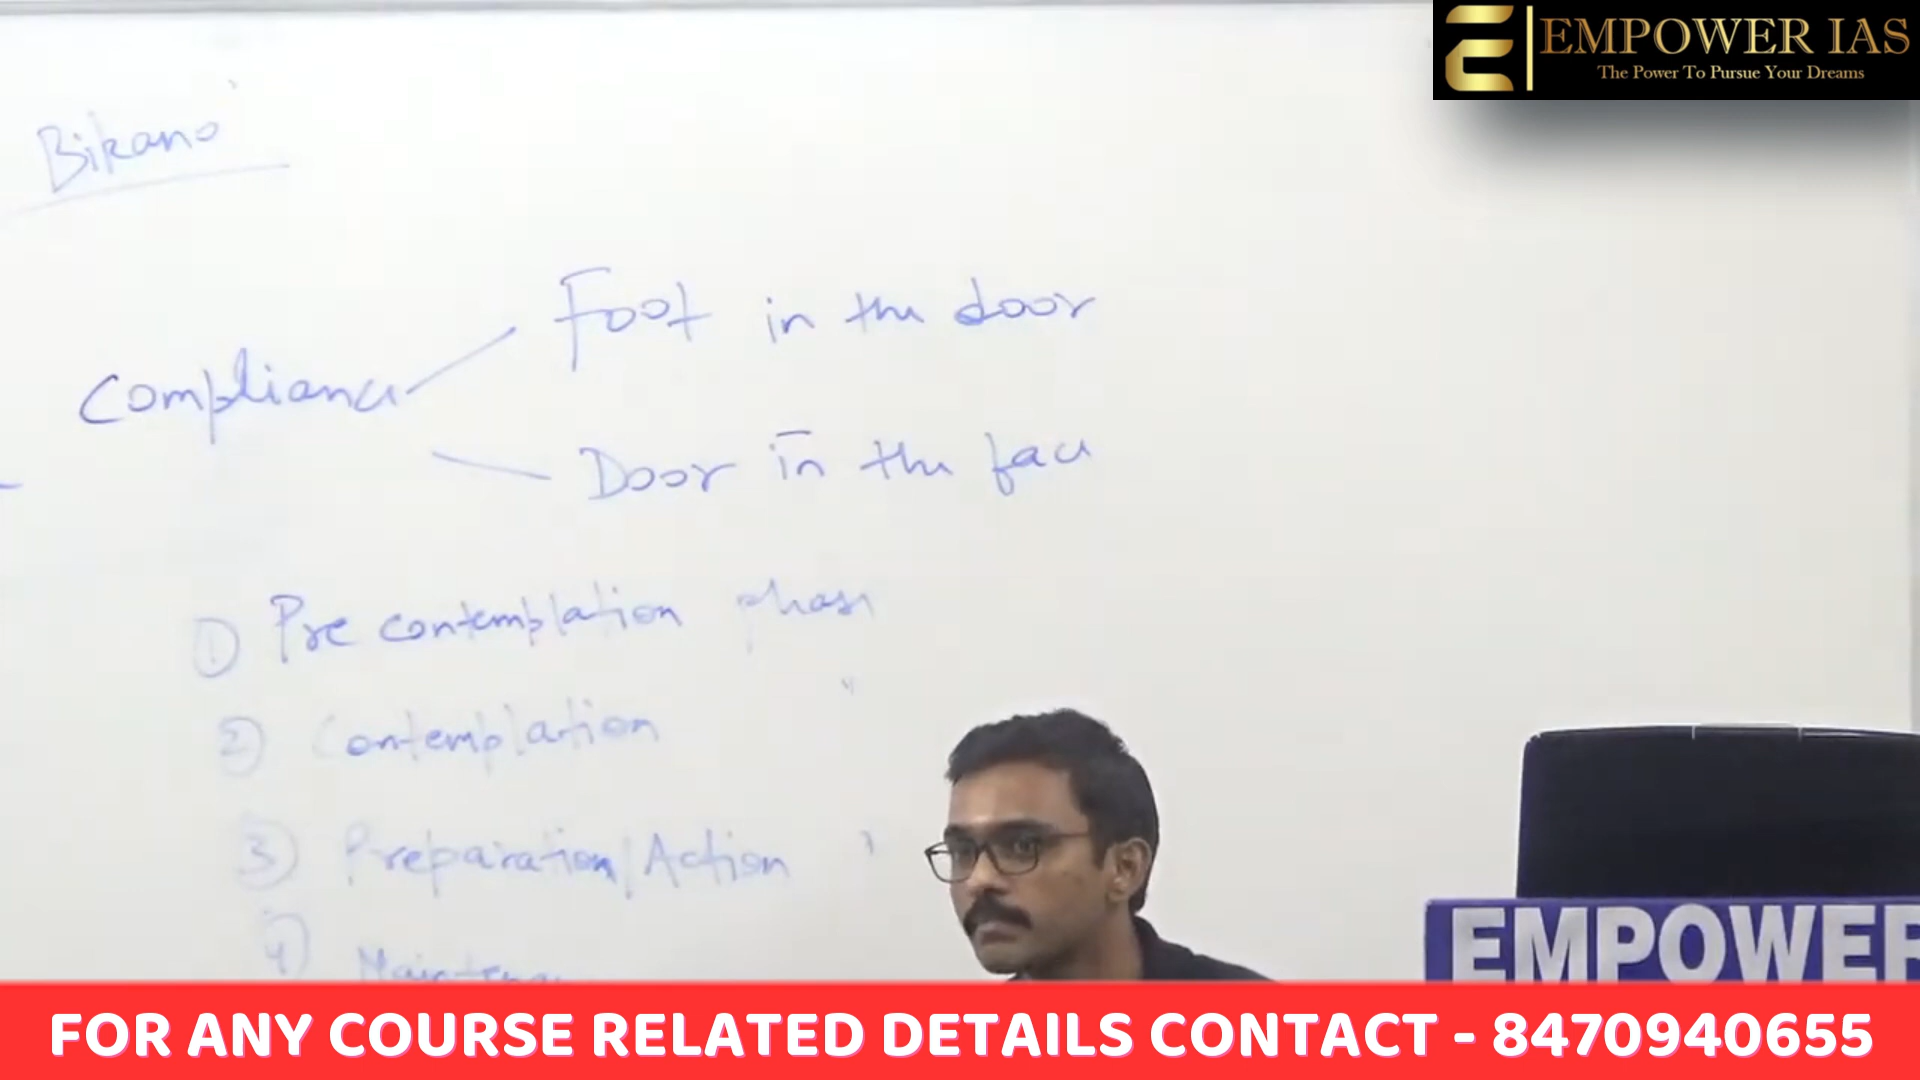 EMPOWER IAS
The Power To Pursue Your Dreams
Bikano
Compliance
Foot in the door
Door in the face
① Pre contemplation phase
② Contemplation "
③ Preparation/Action "
④
EMPOWER
FOR ANY COURSE RELATED DETAILS CONTACT - 8470940655